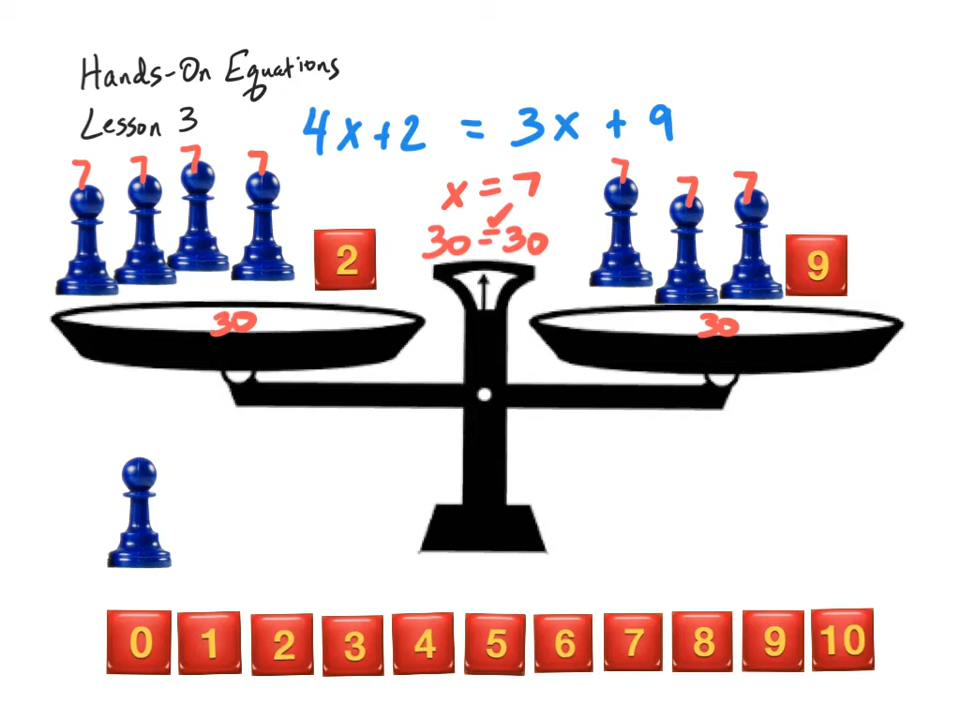 Hands-On Equations
Lesson 3
4x+2 = 3x + 9
7 7 7 7
x = 7
7 7 7
30 = 30 ✓
2
9
30
30
0 1 2 3 4 5 6 7 8 9 10